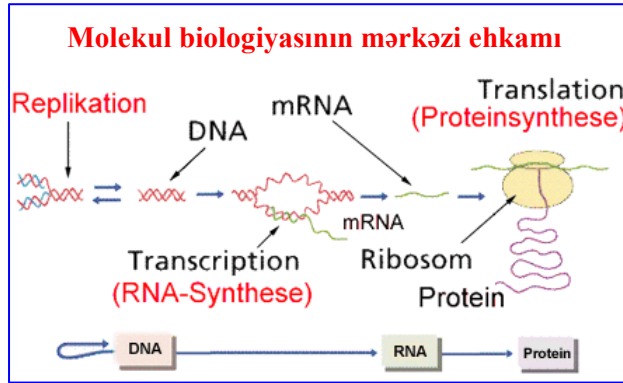 Molekul biologiyasının mərkəzi ehkamı
Replikation
DNA
mRNA
Translation
(Proteinsynthese)
mRNA
Transcription
(RNA-Synthese)
Ribosom
Protein
DNA
RNA
Protein